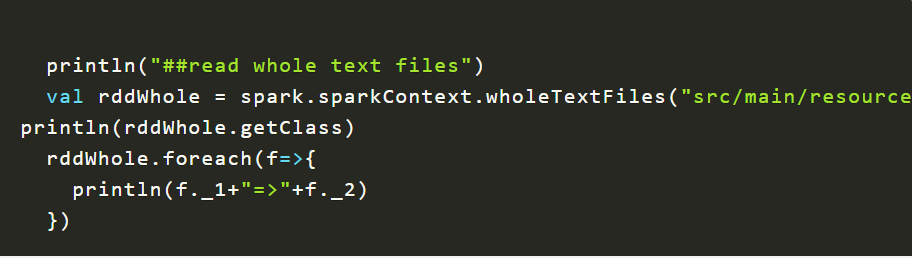 println("##read whole text files")
val rddWhole = spark.sparkContext.wholeTextFiles("src/main/resource
println(rddWhole.getClass)
rddWhole.foreach(f=>{
println(f._1+"=>"+f._2)
})